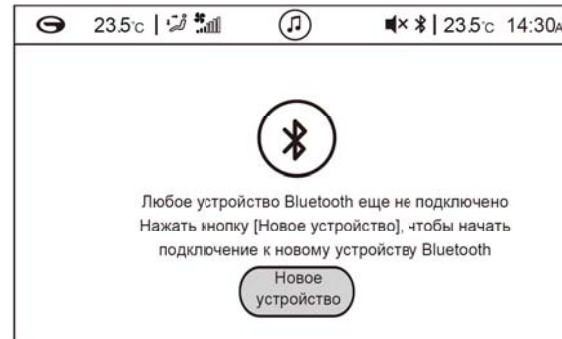 23.5°C | 23.5°C 14:30A
Любое устройство Bluetooth еще не подключено
Нажать кнопку [Новое устройство], чтобы начать
подключение к новому устройству Bluetooth
Новое
устройство